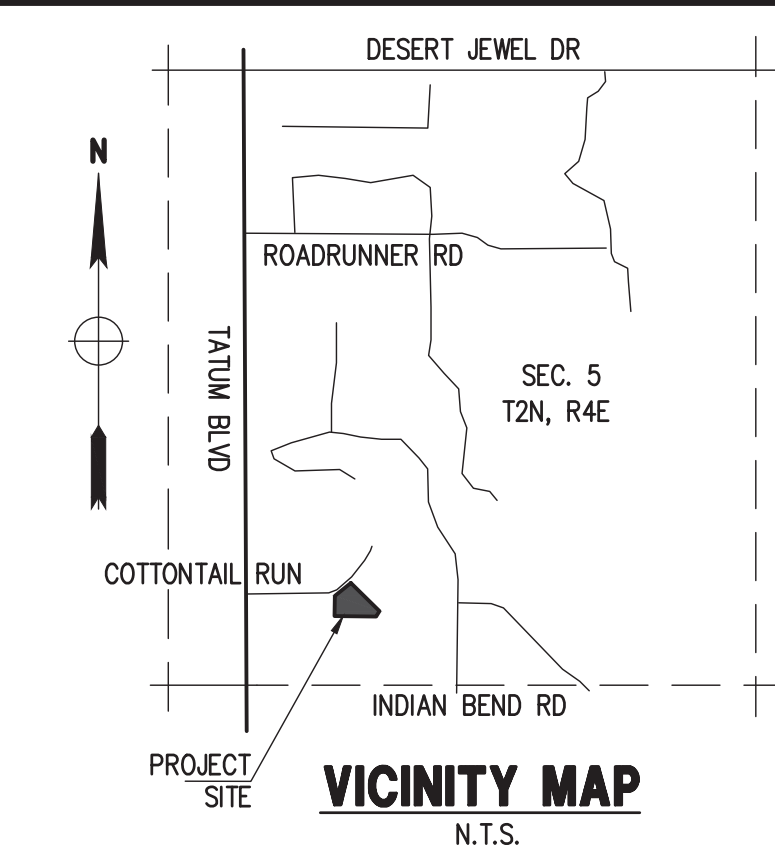 DESERT JEWEL DR
N
ROADRUNNER RD
TATUM BLVD
SEC. 5
T2N, R4E
COTTONTAIL RUN
INDIAN BEND RD
PROJECT
SITE
VICINITY MAP
N.T.S.